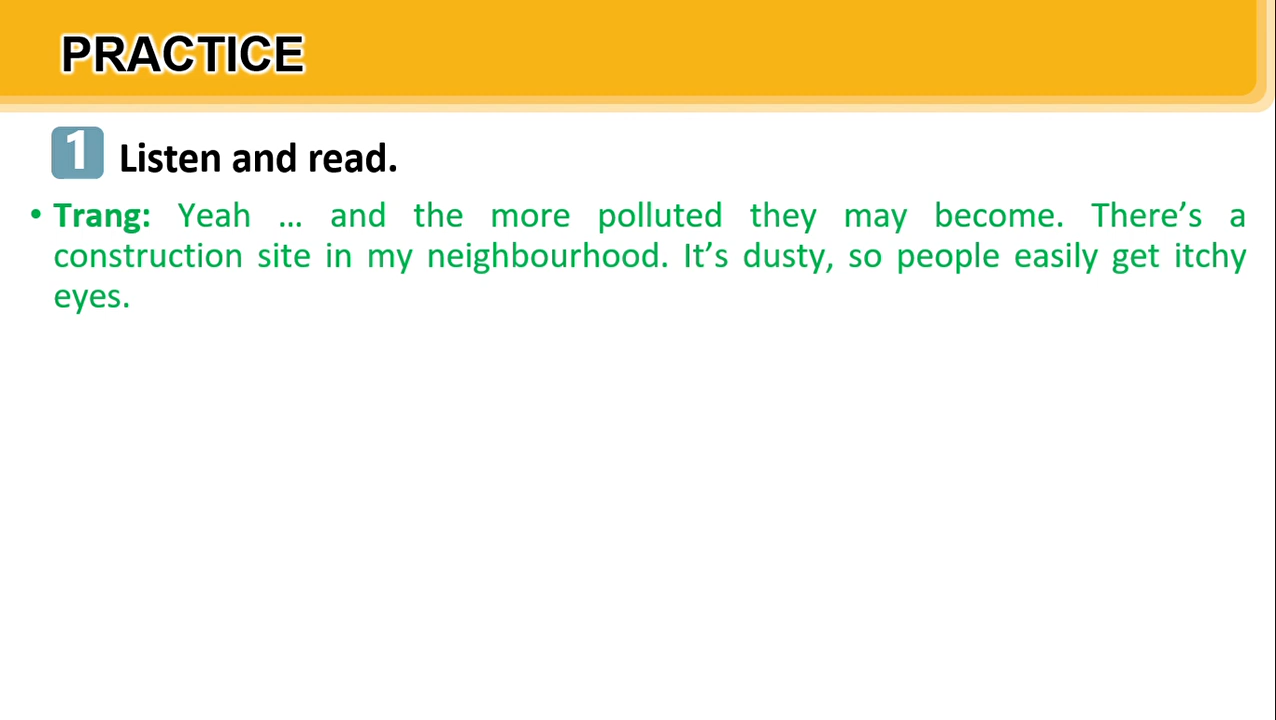 PRACTICE
1 Listen and read.
• Trang: Yeah … and the more polluted they may become. There’s a
construction site in my neighbourhood. It’s dusty, so people easily get itchy
eyes.